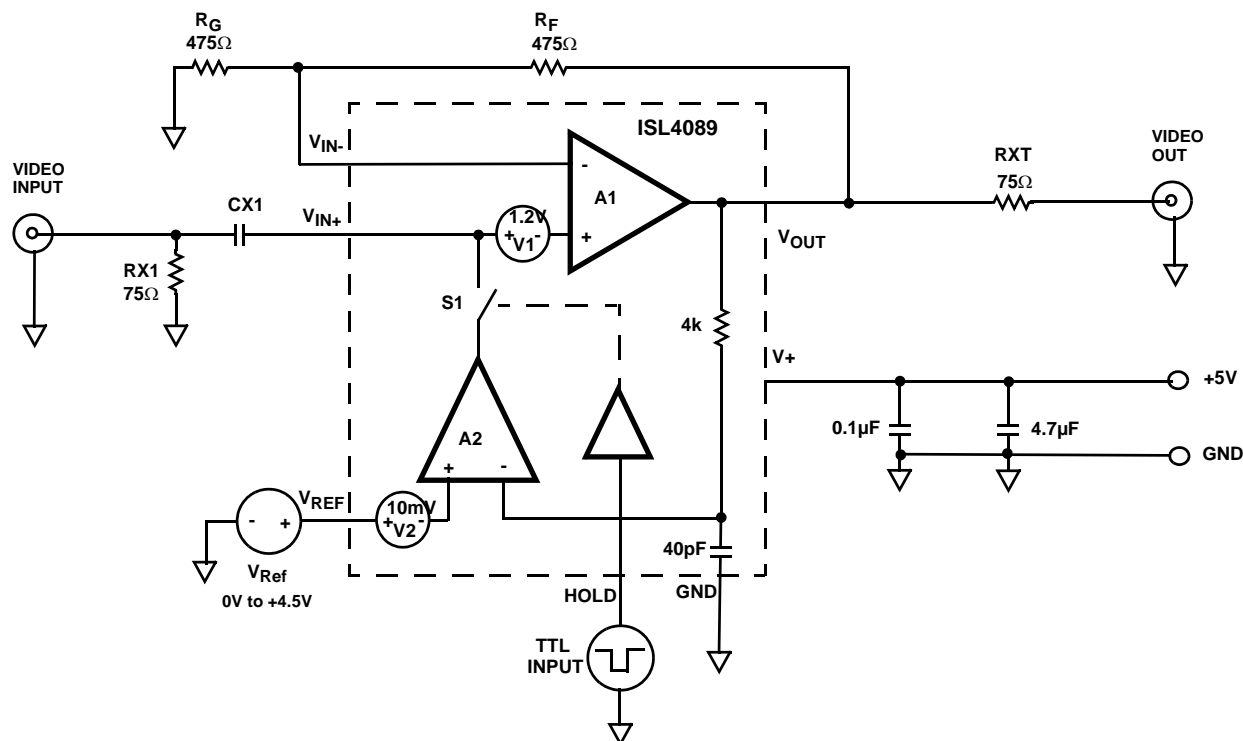 RG
475Ω
RF
475Ω
ISL4089
VIN-
VIDEO
INPUT
VIDEO
OUT
RXT
75Ω
CX1
VIN+
1.2V
+ V1 -
-
+
A1
VOUT
RX1
75Ω
S1
4k
V+
+5V
0.1µF
4.7µF
GND
A2
+ -
VREF
10mV
+ V2 -
- +
VRef
0V to +4.5V
40pF
HOLD
GND
TTL
INPUT